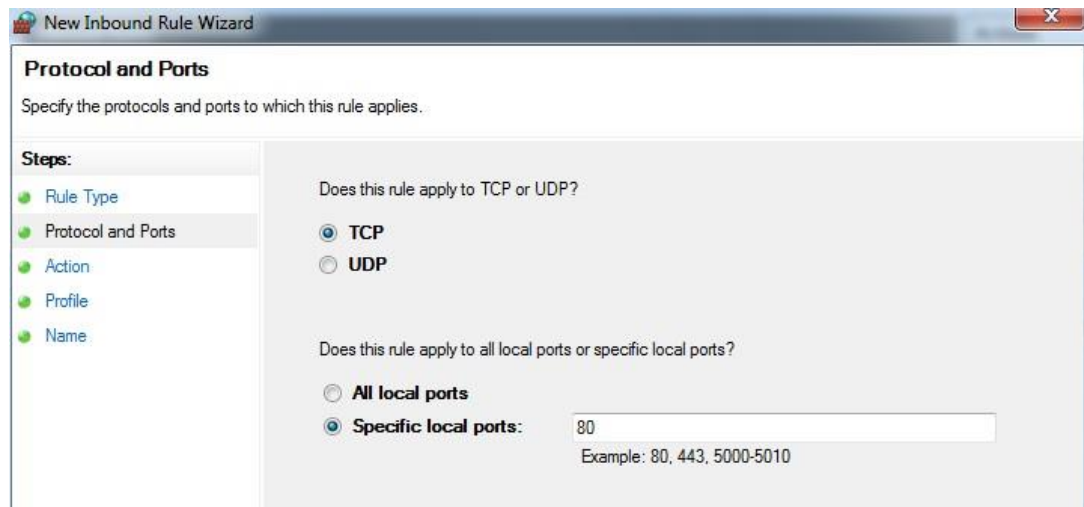 New Inbound Rule Wizard
Protocol and Ports
Specify the protocols and ports to which this rule applies.
Steps:
Rule Type
Protocol and Ports
Action
Profile
Name
Does this rule apply to TCP or UDP?
TCP
UDP
Does this rule apply to all local ports or specific local ports?
All local ports
Specific local ports: 80
Example: 80, 443, 5000-5010